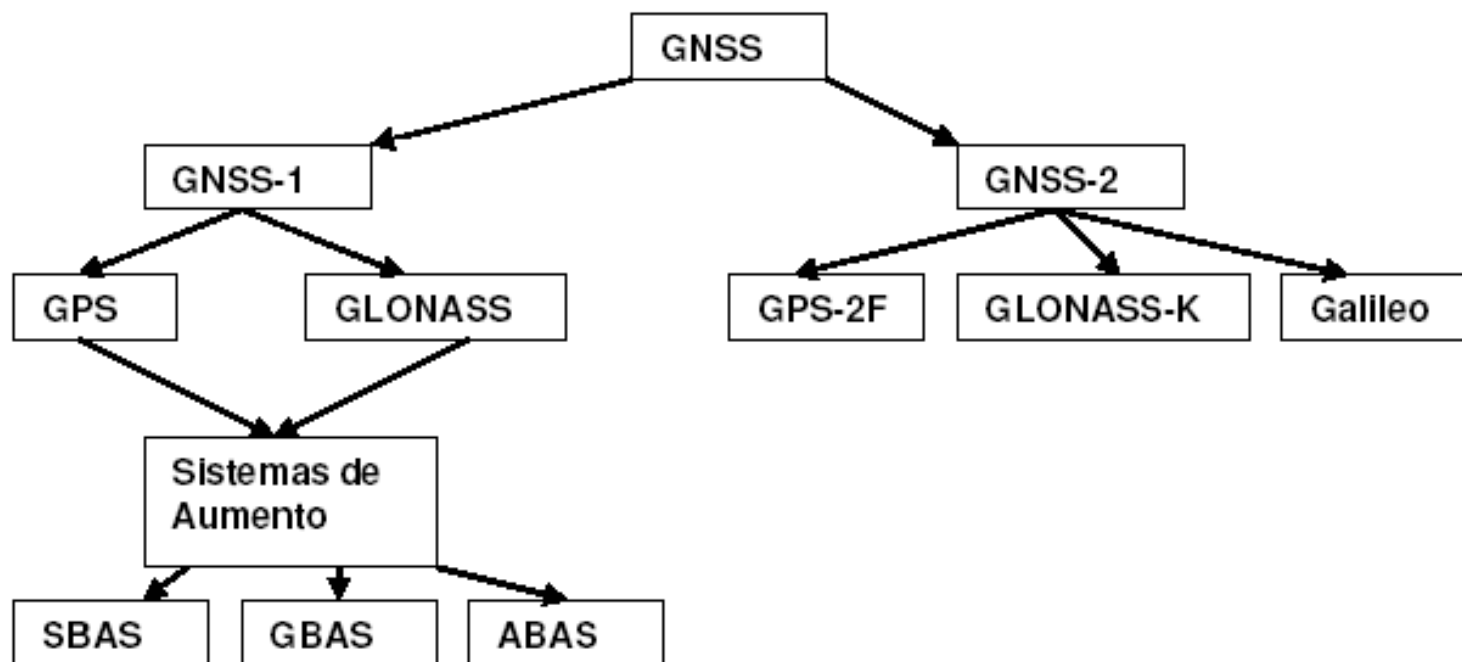 GNSS
GNSS-1
GNSS-2
GPS
GLONASS
GPS-2F
GLONASS-K
Galileo
Sistemas de
Aumento
SBAS
GBAS
ABAS